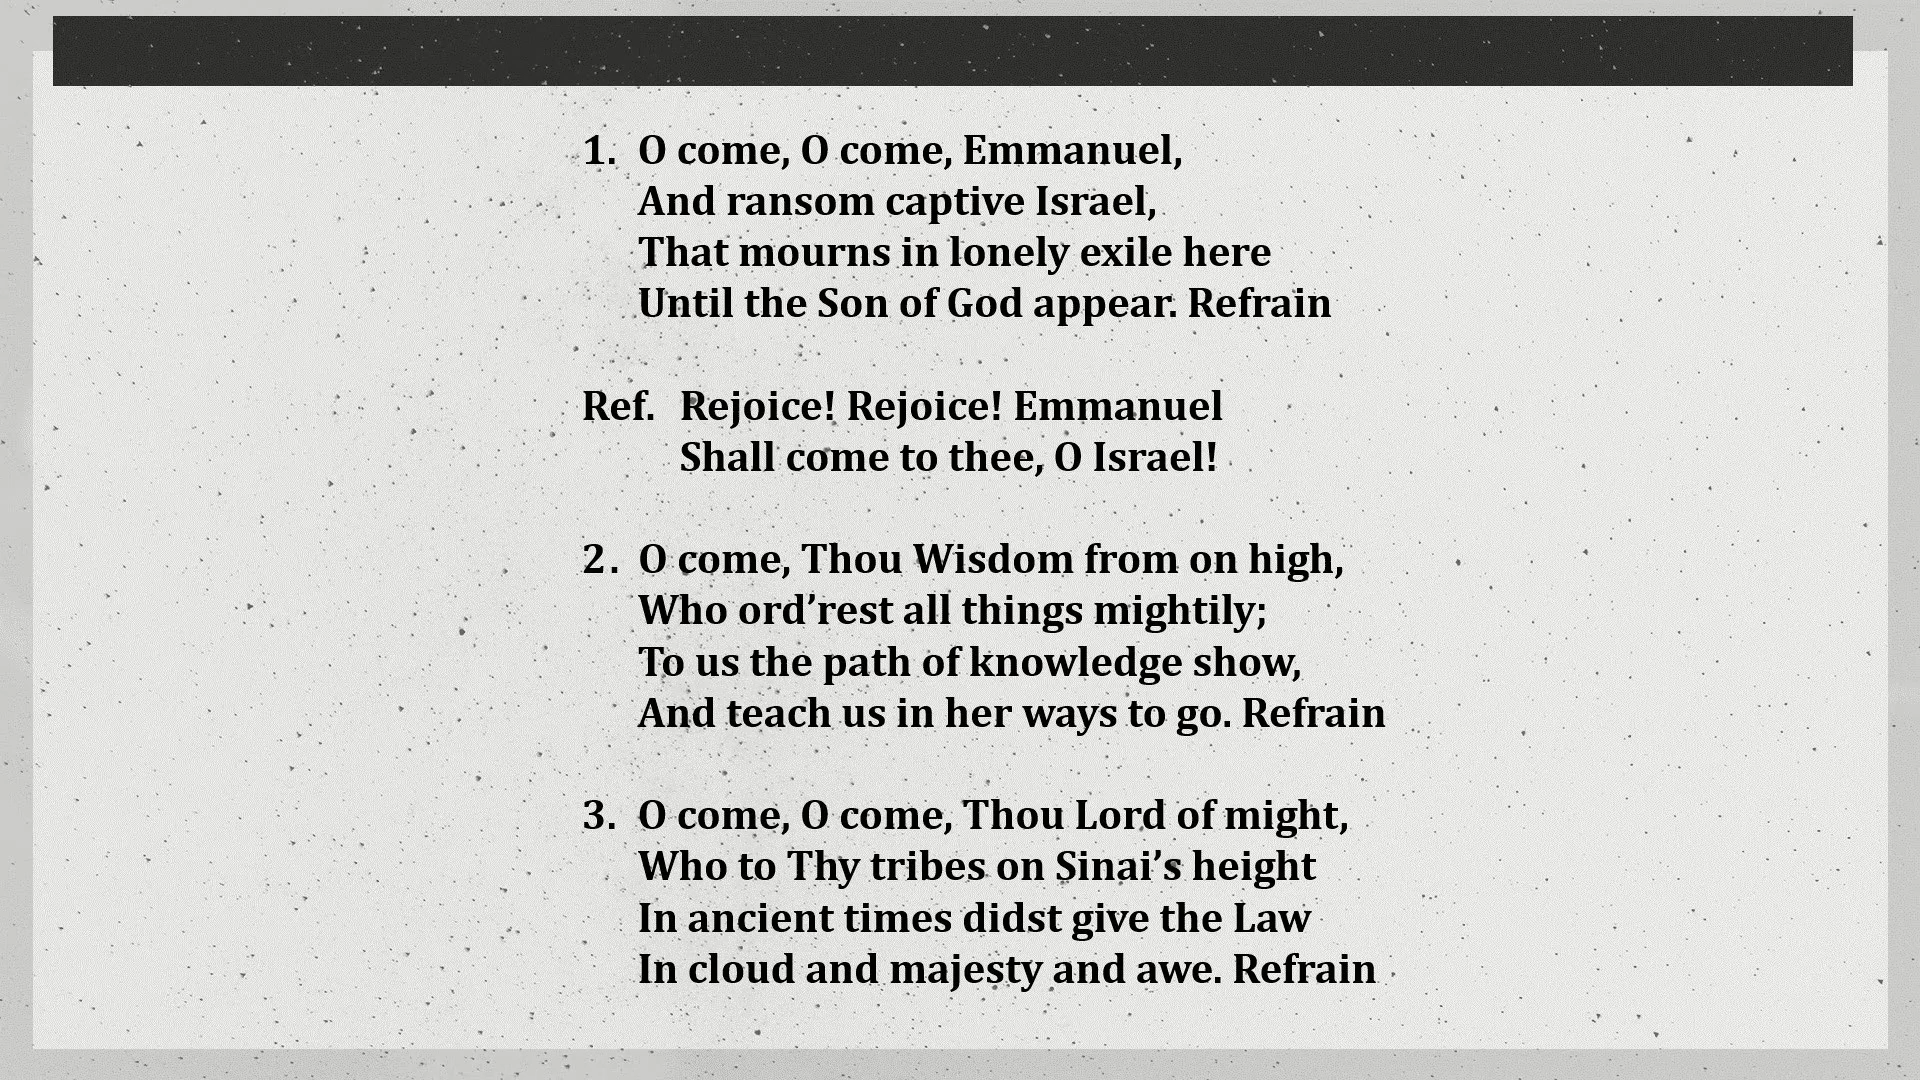 1. O come, O come, Emmanuel,
And ransom captive Israel,
That mourns in lonely exile here
Until the Son of God appear. Refrain
Ref. Rejoice! Rejoice! Emmanuel
Shall come to thee, O Israel!
2. O come, Thou Wisdom from on high,
Who ord’rest all things mightily;
To us the path of knowledge show,
And teach us in her ways to go. Refrain
3. O come, O come, Thou Lord of might,
Who to Thy tribes on Sinai’s height
In ancient times didst give the Law
In cloud and majesty and awe. Refrain